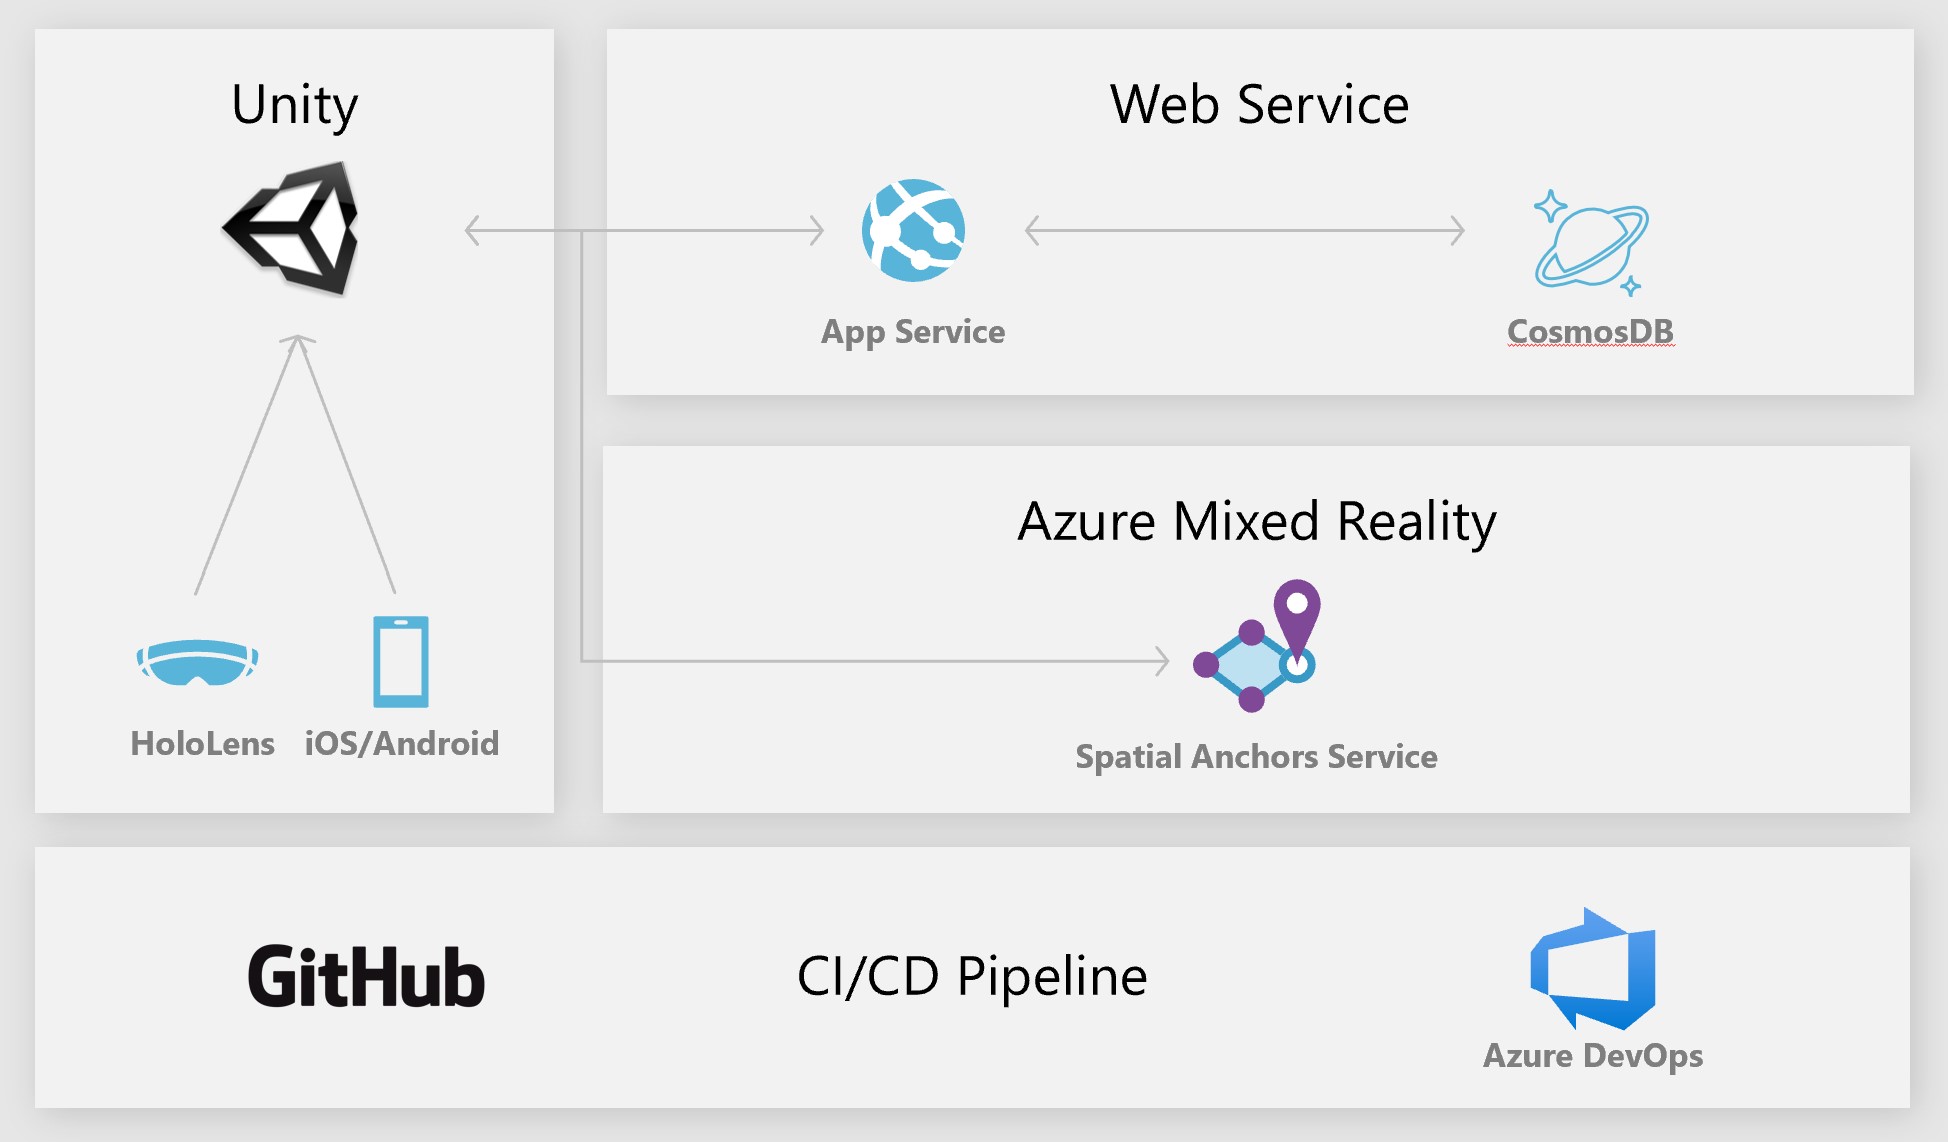 Unity
HoloLens
iOS/Android
Web Service
App Service
CosmosDB
Azure Mixed Reality
Spatial Anchors Service
GitHub
CI/CD Pipeline
Azure DevOps